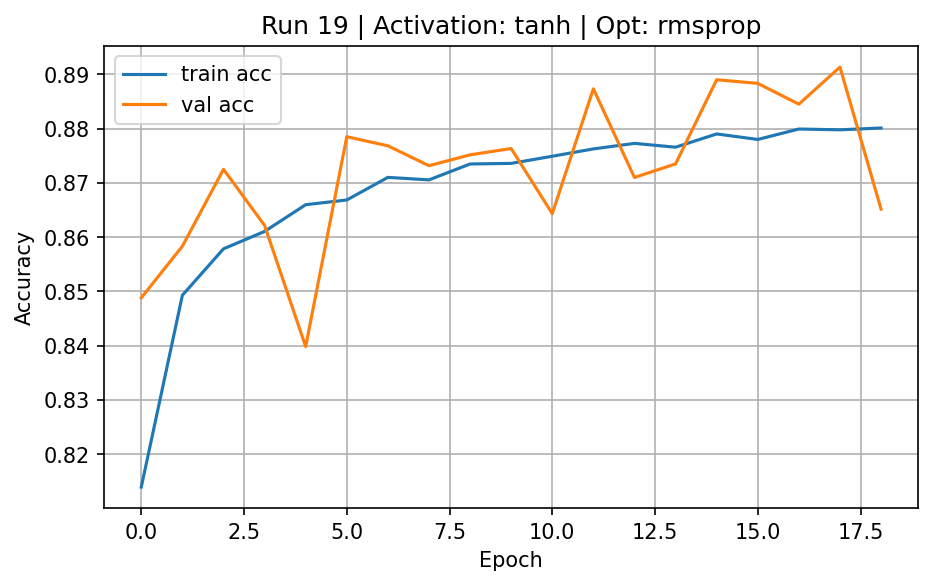 Run 19 | Activation: tanh | Opt: rmsprop
train acc
val acc
0.89
0.88
0.87
0.86
0.85
0.84
0.83
0.82
Accuracy
0.0 2.5 5.0 7.5 10.0 12.5 15.0 17.5
Epoch